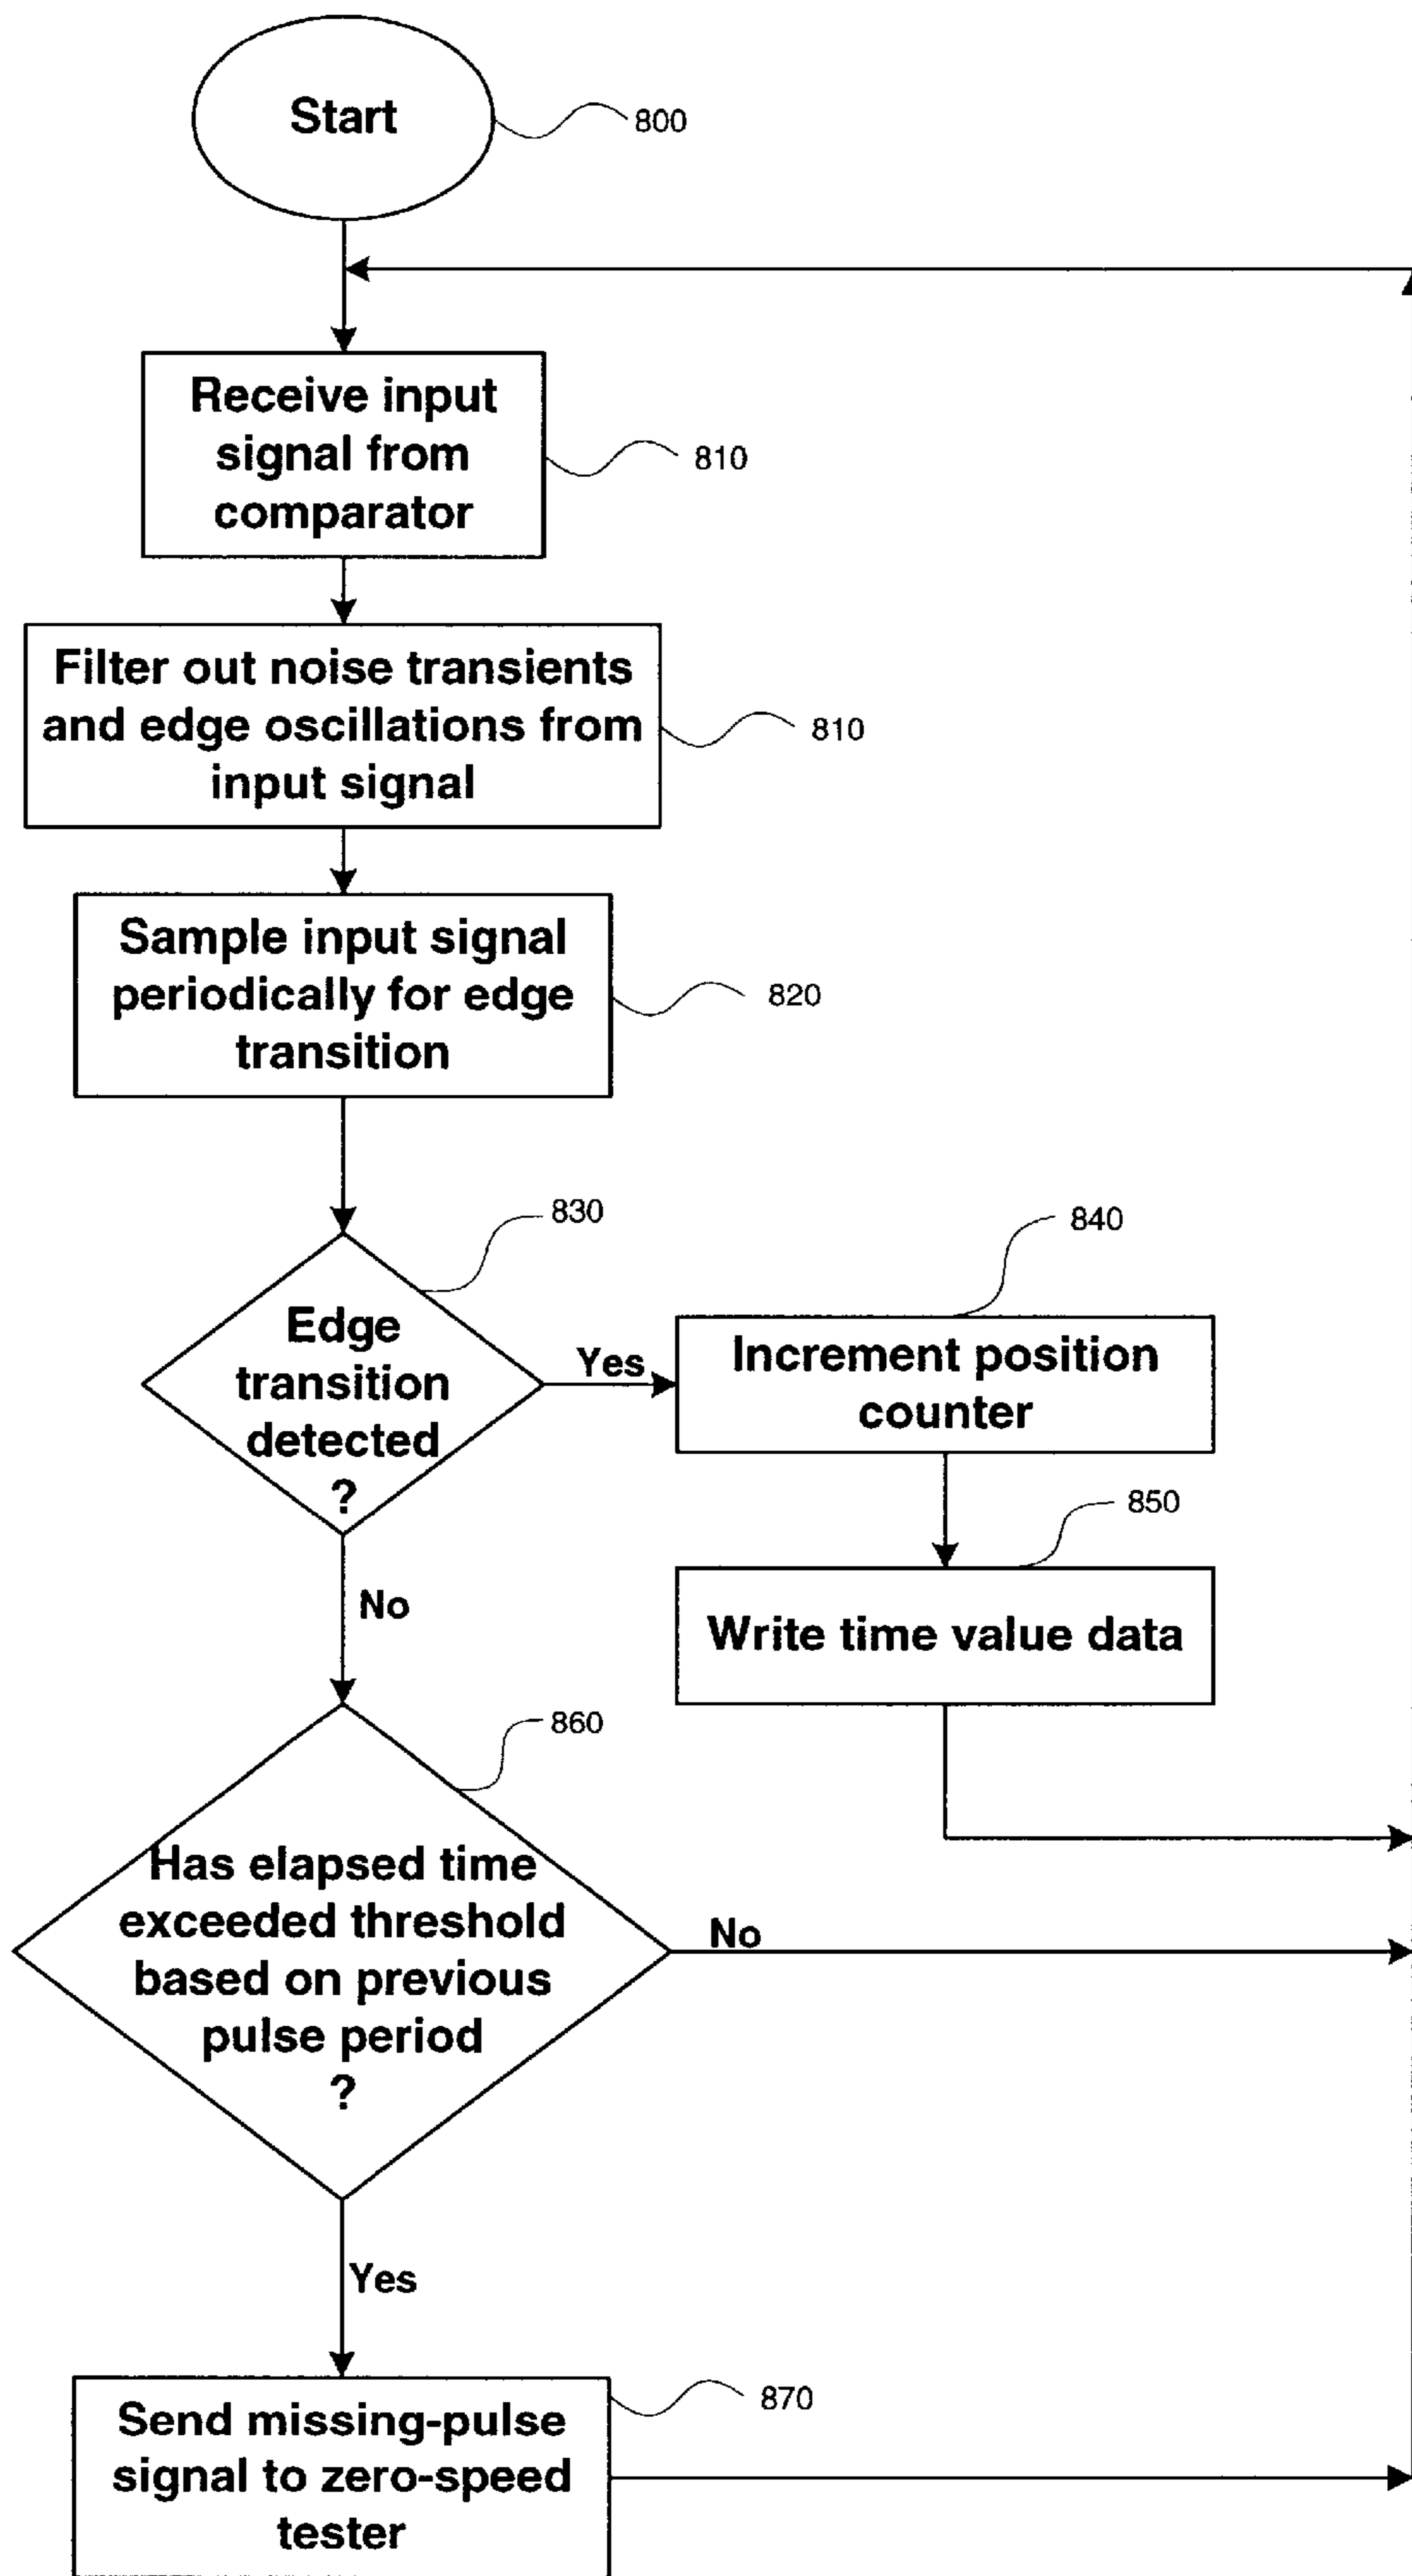 Start
800
Receive input
signal from
comparator
810
Filter out noise transients
and edge oscillations from
input signal
810
Sample input signal
periodically for edge
transition
820
830
Edge
transition
detected
?
Yes
840
Increment position
counter
850
Write time value data
No
860
Has elapsed time
exceeded threshold
based on previous
pulse period
?
No
Yes
870
Send missing-pulse
signal to zero-speed
tester